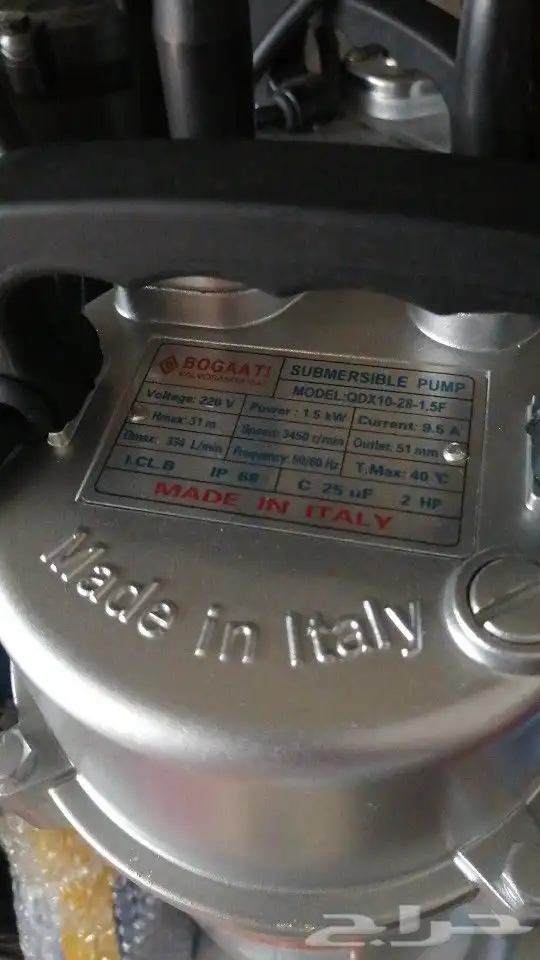 BOGAATI
SUBMERSIBLE PUMP
MODEL:QDX10-28-1.5F
Voltage: 220 V
Power : 1.5 kW
Current: 9.5 A
Hmax: 31 m
Speed: 3450 r/min
Outlet: 51 mm
Qmax: 334 L/min
Frequency: 50/60 Hz
T.Max: 40 °C
I.CL.B
IP 68
C 25 uF
2 HP
MADE IN ITALY
Made in Italy
حراج